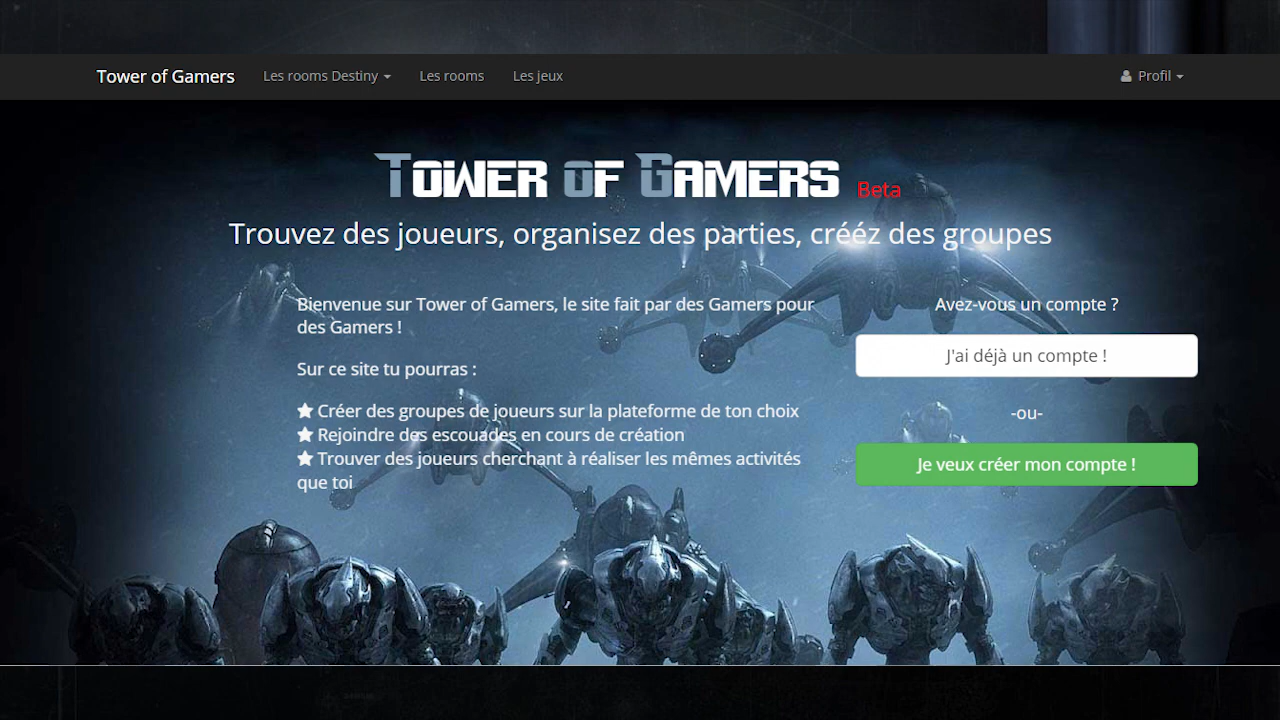 Tower of Gamers Les rooms Destiny Les rooms Les jeux Profil
Tower of Gamers Beta
Trouvez des joueurs, organisez des parties, crééz des groupes
Bienvenue sur Tower of Gamers, le site fait par des Gamers pour
des Gamers !
Sur ce site tu pourras :
Créer des groupes de joueurs sur la plateforme de ton choix
Rejoindre des escouades en cours de création
Trouver des joueurs cherchant à réaliser les mêmes activités
que toi
Avez-vous un compte ?
J'ai déjà un compte !
-ou-
Je veux créer mon compte !